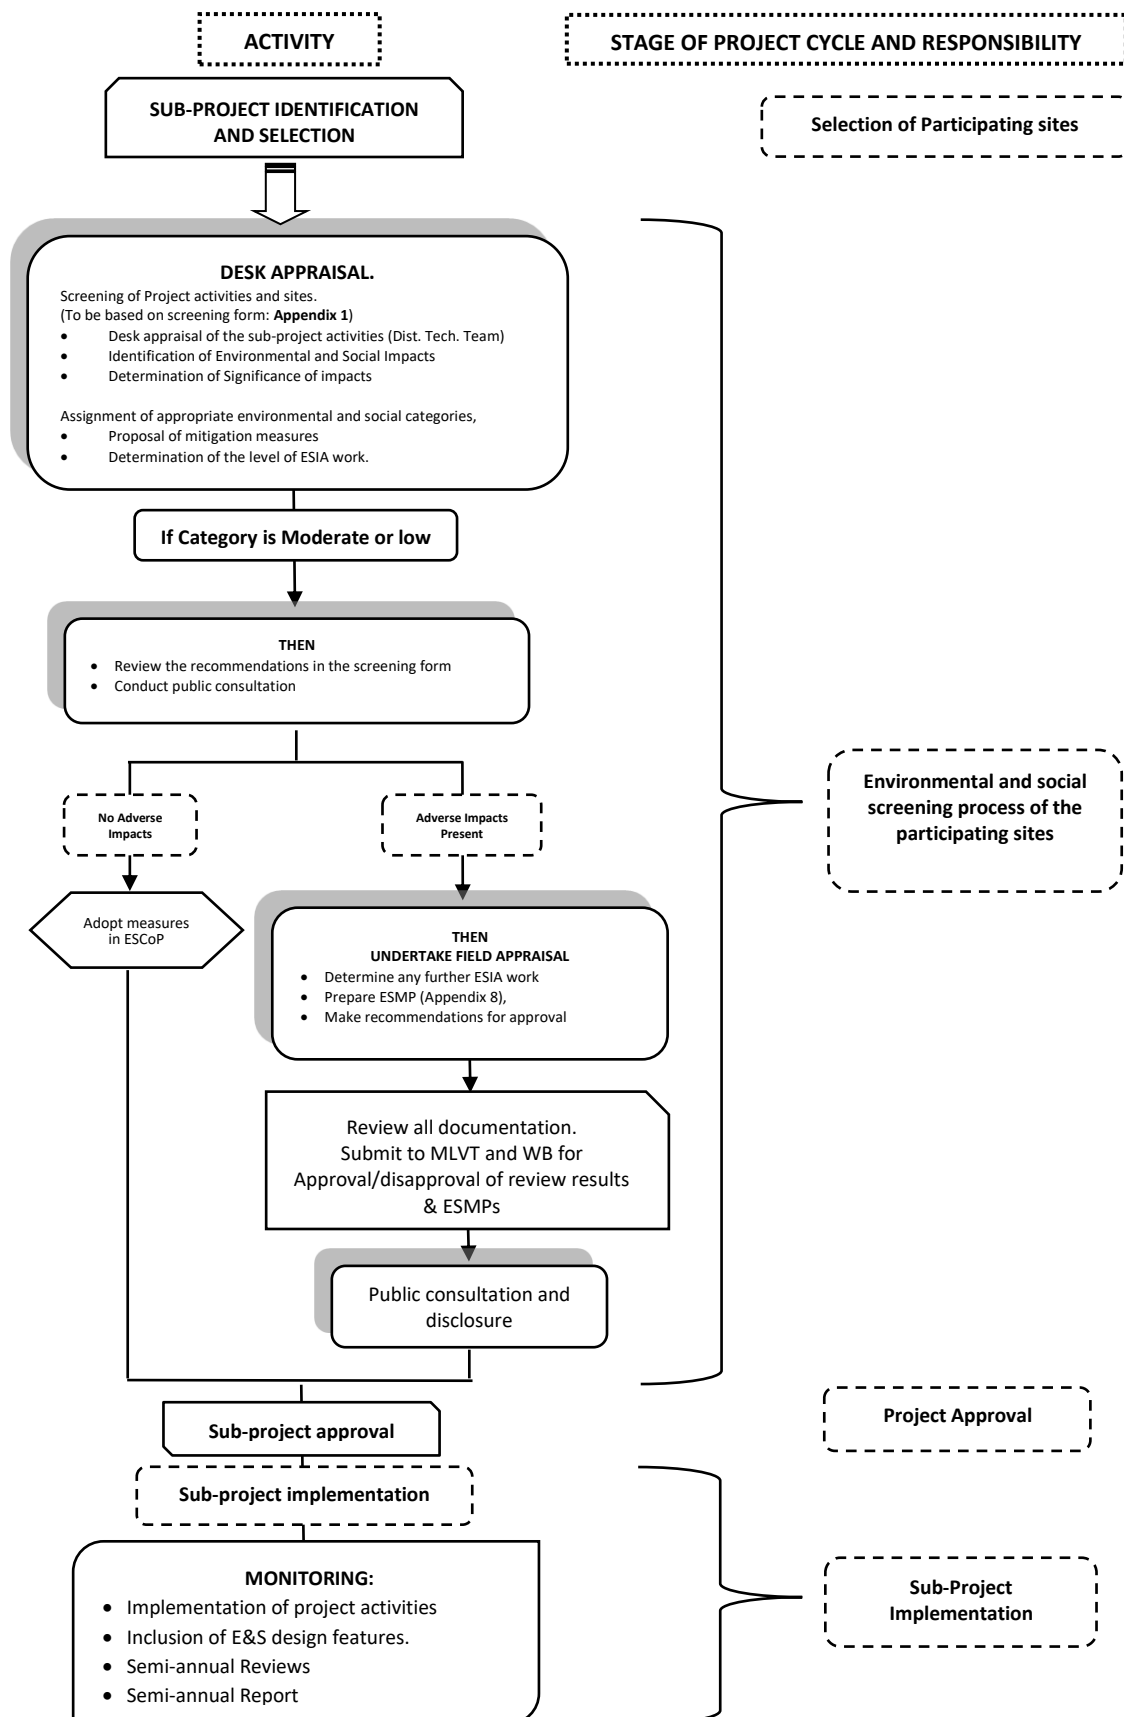 ACTIVITY
STAGE OF PROJECT CYCLE AND RESPONSIBILITY
SUB-PROJECT IDENTIFICATION
AND SELECTION
Selection of Participating sites
DESK APPRAISAL.
Screening of Project activities and sites.
(To be based on screening form: Appendix 1)
• Desk appraisal of the sub-project activities (Dist. Tech. Team)
• Identification of Environmental and Social Impacts
• Determination of Significance of impacts
Assignment of appropriate environmental and social categories,
• Proposal of mitigation measures
• Determination of the level of ESIA work.
If Category is Moderate or low
THEN
• Review the recommendations in the screening form
• Conduct public consultation
Environmental and social
screening process of the
participating sites
No Adverse
Impacts
Adverse Impacts
Present
Adopt measures
in ESCoP
THEN
UNDERTAKE FIELD APPRAISAL
• Determine any further ESIA work
• Prepare ESMP (Appendix 8),
• Make recommendations for approval
Review all documentation.
Submit to MLVT and WB for
Approval/disapproval of review results
& ESMPs
Public consultation and
disclosure
Project Approval
Sub-project approval
Sub-project implementation
MONITORING:
• Implementation of project activities
• Inclusion of E&S design features.
• Semi-annual Reviews
• Semi-annual Report
Sub-Project
Implementation